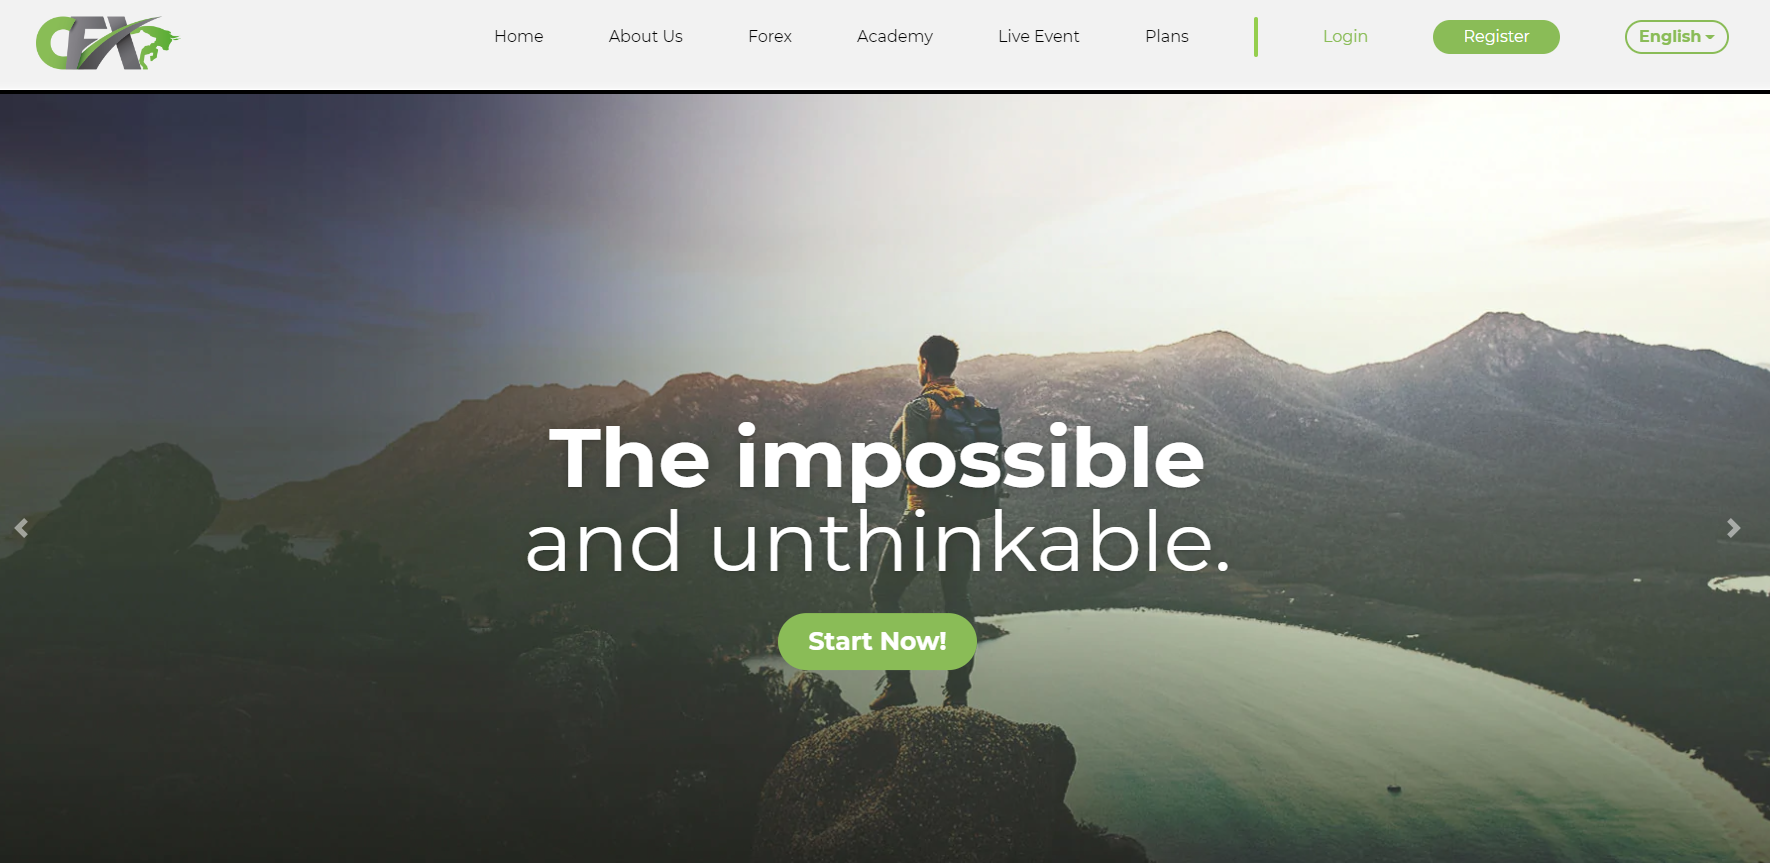 CFX
Home
About Us
Forex
Academy
Live Event
Plans
Login
Register
English
The impossible
and unthinkable.
Start Now!